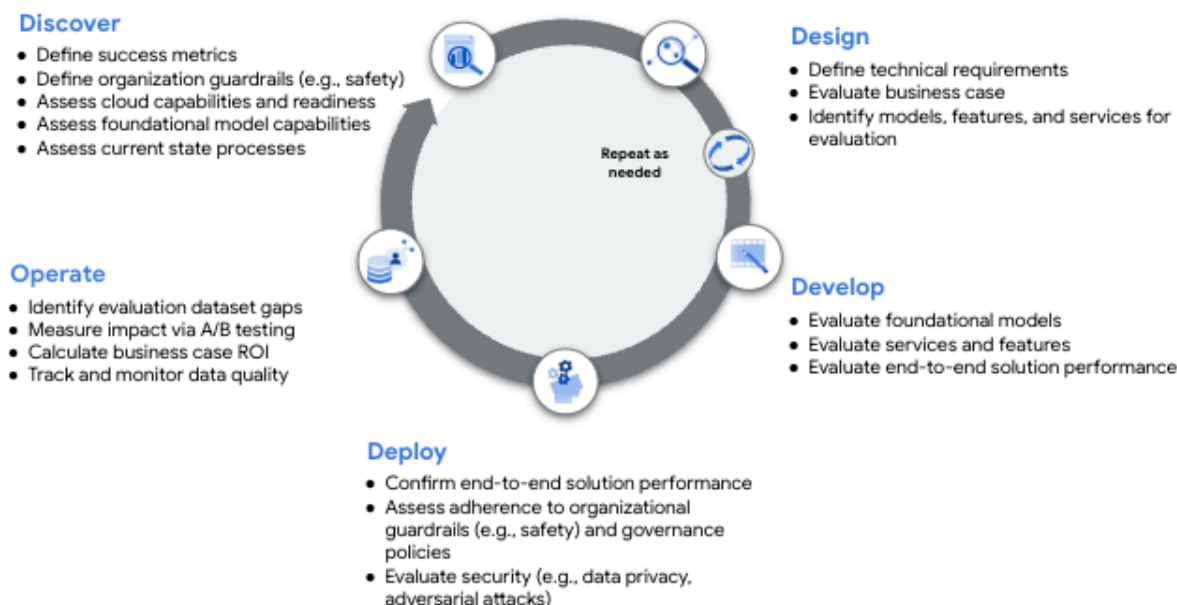 Discover
● Define success metrics
● Define organization guardrails (e.g., safety)
● Assess cloud capabilities and readiness
● Assess foundational model capabilities
● Assess current state processes
Design
● Define technical requirements
● Evaluate business case
● Identify models, features, and services for
evaluation
Repeat as
needed
Develop
● Evaluate foundational models
● Evaluate services and features
● Evaluate end-to-end solution performance
Deploy
● Confirm end-to-end solution performance
● Assess adherence to organizational
guardrails (e.g., safety) and governance
policies
● Evaluate security (e.g., data privacy,
adversarial attacks)
Operate
● Identify evaluation dataset gaps
● Measure impact via A/B testing
● Calculate business case ROI
● Track and monitor data quality